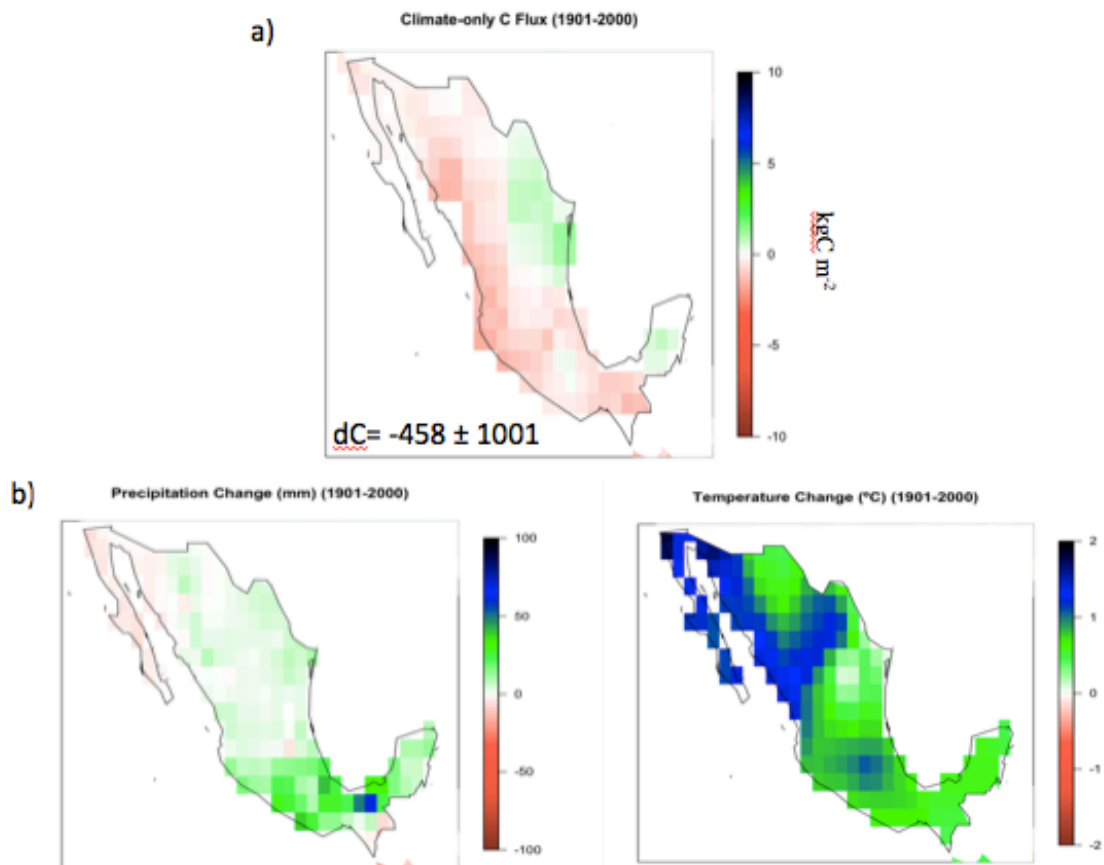 Climate-only C Flux (1901-2000)
a)
10
5
0
-5
-10
kgC m⁻²
dC= -458 ± 1001
b)
Precipitation Change (mm) (1901-2000)
100
50
0
-50
-100
Temperature Change (ºC) (1901-2000)
2
1
0
-1
-2